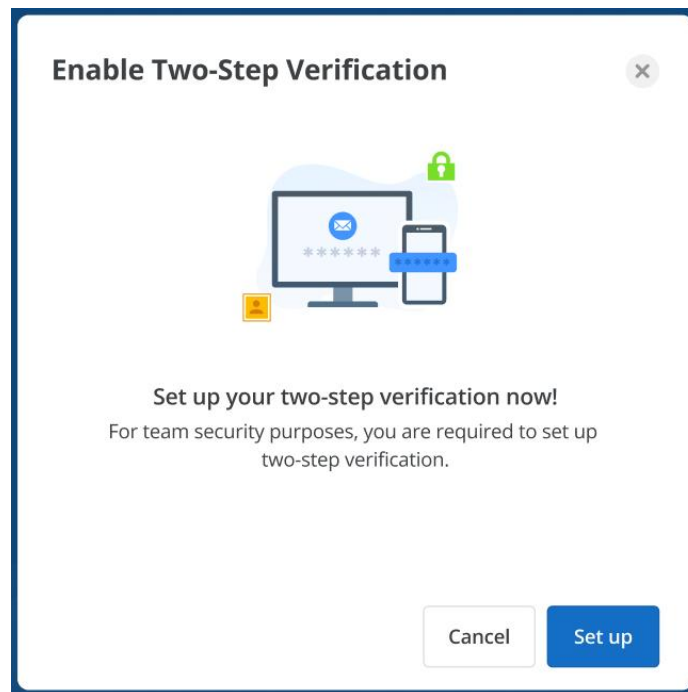 Enable Two-Step Verification
******
******
Set up your two-step verification now!
For team security purposes, you are required to set up
two-step verification.
Cancel
Set up